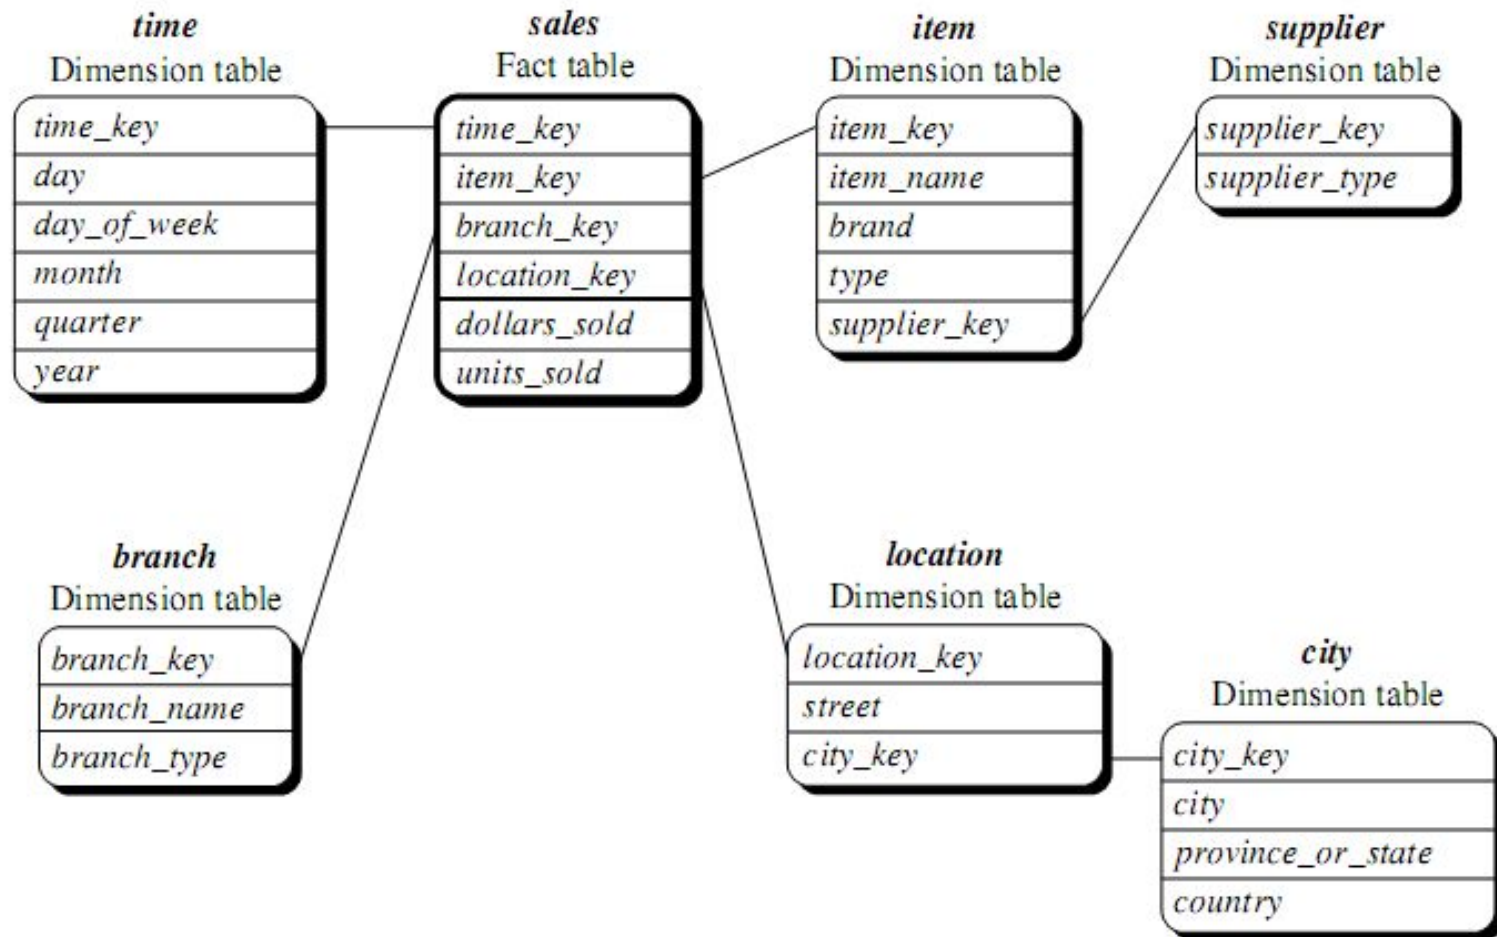 time
Dimension table
time_key
day
day_of_week
month
quarter
year
sales
Fact table
time_key
item_key
branch_key
location_key
dollars_sold
units_sold
item
Dimension table
item_key
item_name
brand
type
supplier_key
supplier
Dimension table
supplier_key
supplier_type
branch
Dimension table
branch_key
branch_name
branch_type
location
Dimension table
location_key
street
city_key
city
Dimension table
city_key
city
province_or_state
country